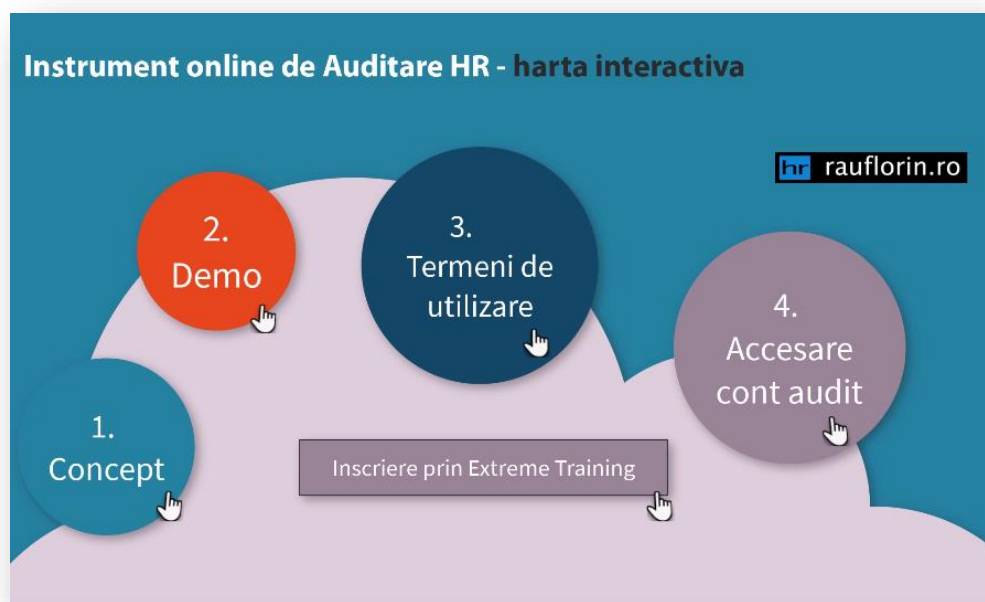 Instrument online de Auditare HR - harta interactiva
hr rauflorin.ro
1.
Concept
2.
Demo
3.
Termeni de
utilizare
4.
Accesare
cont audit
Inscriere prin Extreme Training